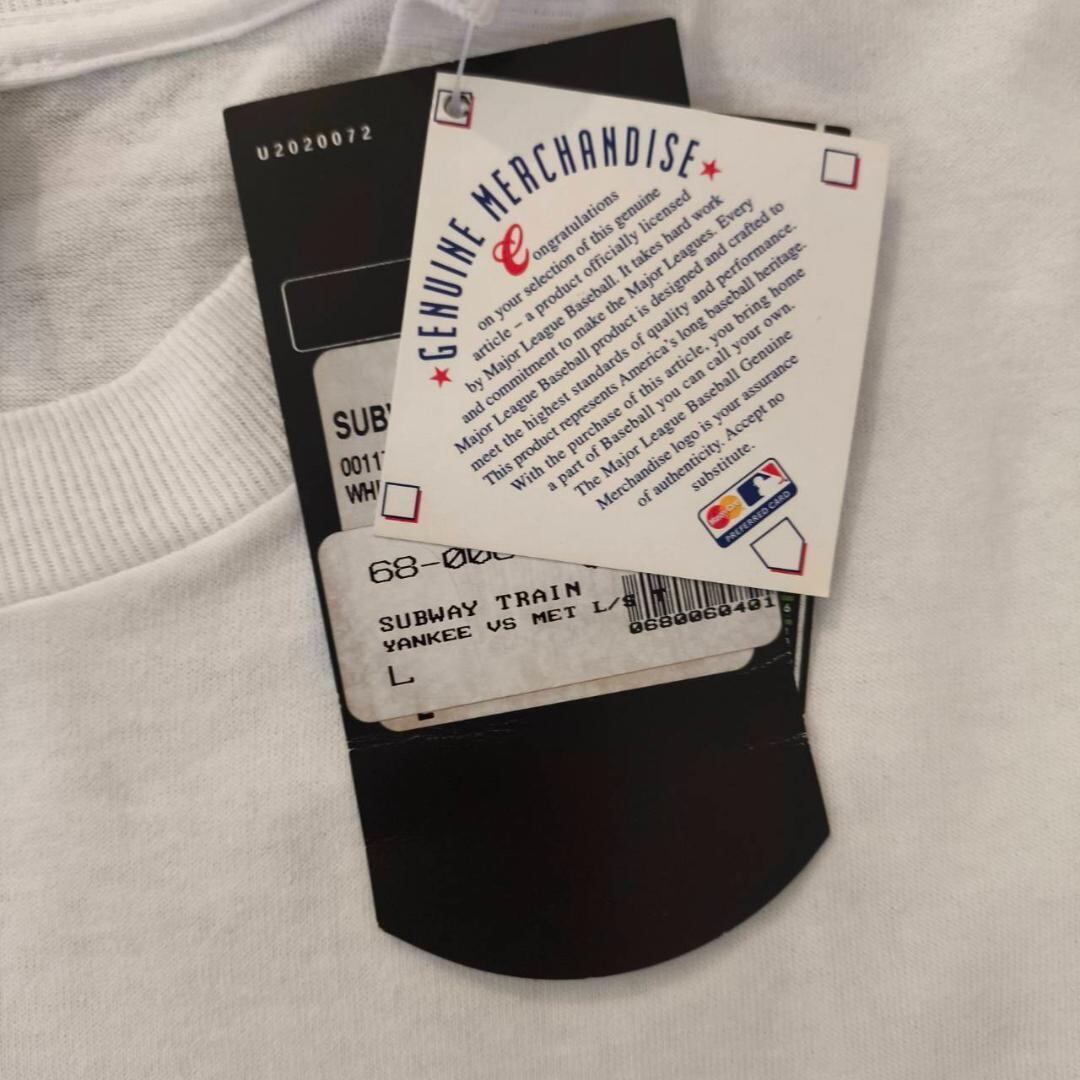 U2020072
GENUINE MERCHANDISE
Congratulations
on your selection of this genuine
article – a product officially licensed
by Major League Baseball. It takes hard work
and commitment to make the Major Leagues. Every
Major League Baseball product is designed and crafted to
meet the highest standards of quality and performance.
This product represents America's long baseball heritage.
With the purchase of this article, you bring home
a part of Baseball you can call your own.
The Major League Baseball Genuine
Merchandise logo is your assurance
of authenticity. Accept no
substitute.
MasterCard
PREFERRED CARD
SUB
0011
WHI
68-006
SUBWAY TRAIN
YANKEE VS MET L/S T
0680060401
L